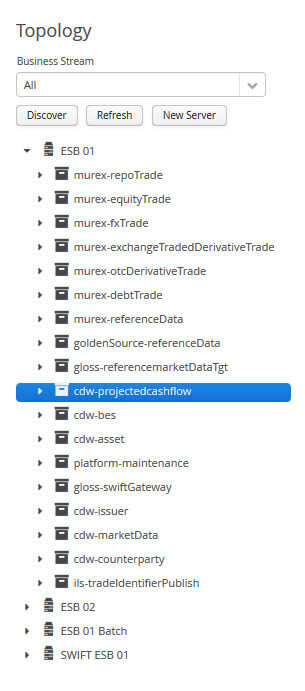 Topology
Business Stream
All
Discover Refresh New Server
ESB 01
murex-repoTrade
murex-equityTrade
murex-fxTrade
murex-exchangeTradedDerivativeTrade
murex-otcDerivativeTrade
murex-debtTrade
murex-referenceData
goldenSource-referenceData
gloss-referencemarketDataTgt
cdw-projectedcashflow
cdw-bes
cdw-asset
platform-maintenance
gloss-swiftGateway
cdw-issuer
cdw-marketData
cdw-counterparty
ils-tradeIdentifierPublish
ESB 02
ESB 01 Batch
SWIFT ESB 01